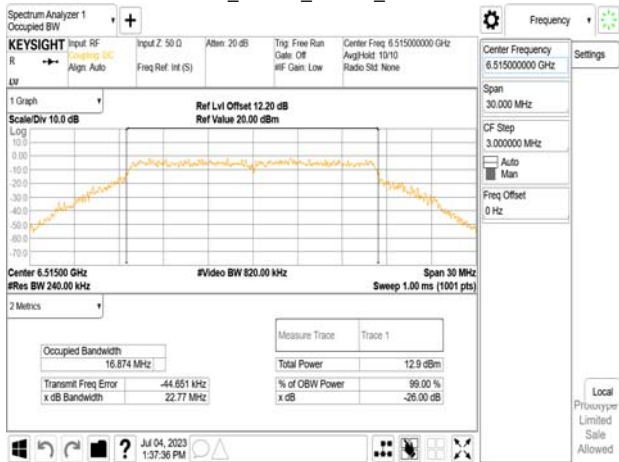 Spectrum Analyzer 1
Occupied BW
+
Frequency
KEYSIGHT Input: RF Input Z: 50 Ω Atten: 20 dB Trig: Free Run Center Freq: 6.515000000 GHz
R Coupling: DC Gate: Off Avg|Hold: 10/10
Align: Auto Freq Ref: Int (S) #IF Gain: Low Radio Std: None
Center Frequency
6.515000000 GHz
Settings
Span
30.000 MHz
CF Step
3.000000 MHz
Auto
Man
Freq Offset
0 Hz
1 Graph
Ref Lvl Offset 12.20 dB
Scale/Div 10.0 dB Ref Value 20.00 dBm
Log
10.0
0.00
-10.0
-20.0
-30.0
-40.0
-50.0
-60.0
-70.0
Center 6.51500 GHz #Video BW 820.00 kHz Span 30 MHz
#Res BW 240.00 kHz Sweep 1.00 ms (1001 pts)
2 Metrics
Measure Trace Trace 1
Occupied Bandwidth
16.874 MHz Total Power 12.9 dBm
Transmit Freq Error -44.651 kHz % of OBW Power 99.00 %
x dB Bandwidth 22.77 MHz x dB -26.00 dB
Local
Prototype
Limited
Sale
Allowed
? Jul 04, 2023
1:37:36 PM